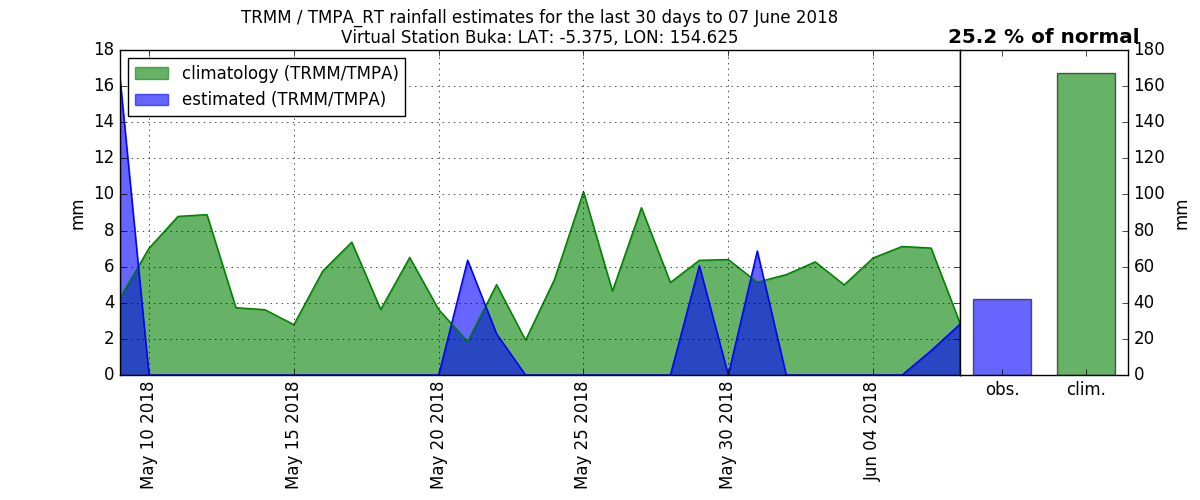 TRMM / TMPA_RT rainfall estimates for the last 30 days to 07 June 2018
Virtual Station Buka: LAT: -5.375, LON: 154.625
25.2 % of normal
climatology (TRMM/TMPA)
estimated (TRMM/TMPA)
18
16
14
12
10
8
6
4
2
0
mm
May 10 2018
May 15 2018
May 20 2018
May 25 2018
May 30 2018
Jun 04 2018
180
160
140
120
100
80
60
40
20
0
mm
obs.
clim.